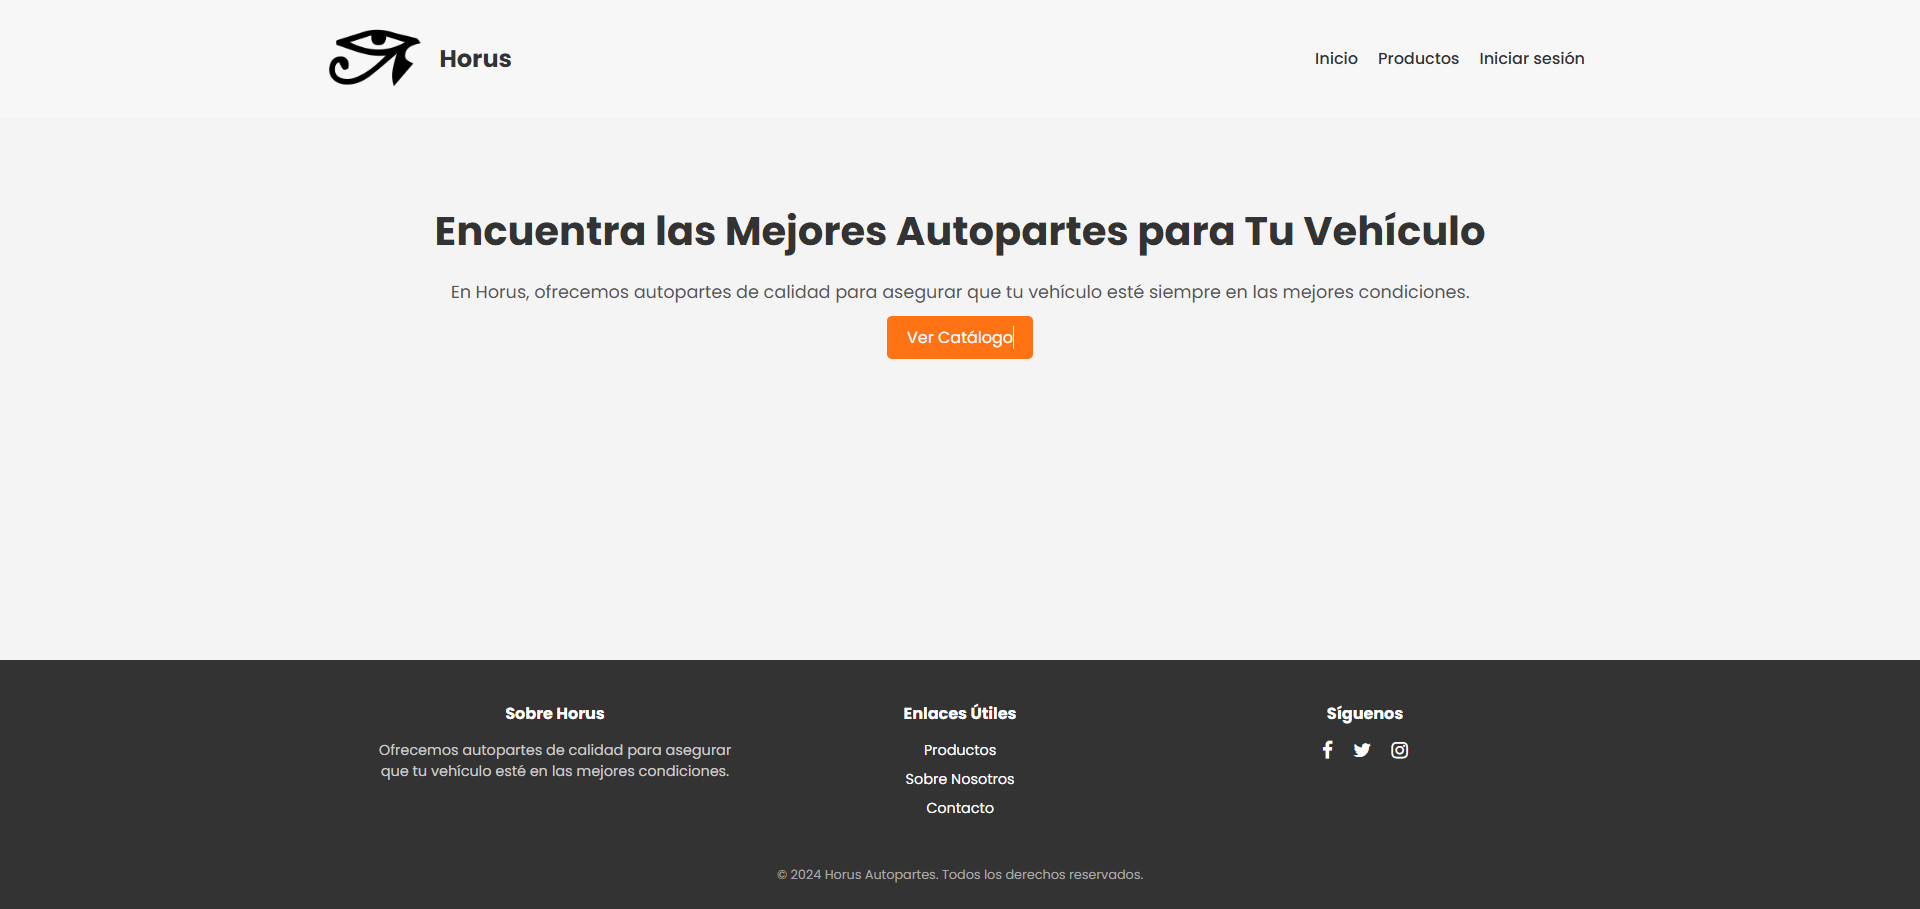 Horus
Inicio Productos Iniciar sesión
Encuentra las Mejores Autopartes para Tu Vehículo
En Horus, ofrecemos autopartes de calidad para asegurar que tu vehículo esté siempre en las mejores condiciones.
Ver Catálogo
Sobre Horus
Ofrecemos autopartes de calidad para asegurar
que tu vehículo esté en las mejores condiciones.
Enlaces Útiles
Productos
Sobre Nosotros
Contacto
Síguenos
© 2024 Horus Autopartes. Todos los derechos reservados.